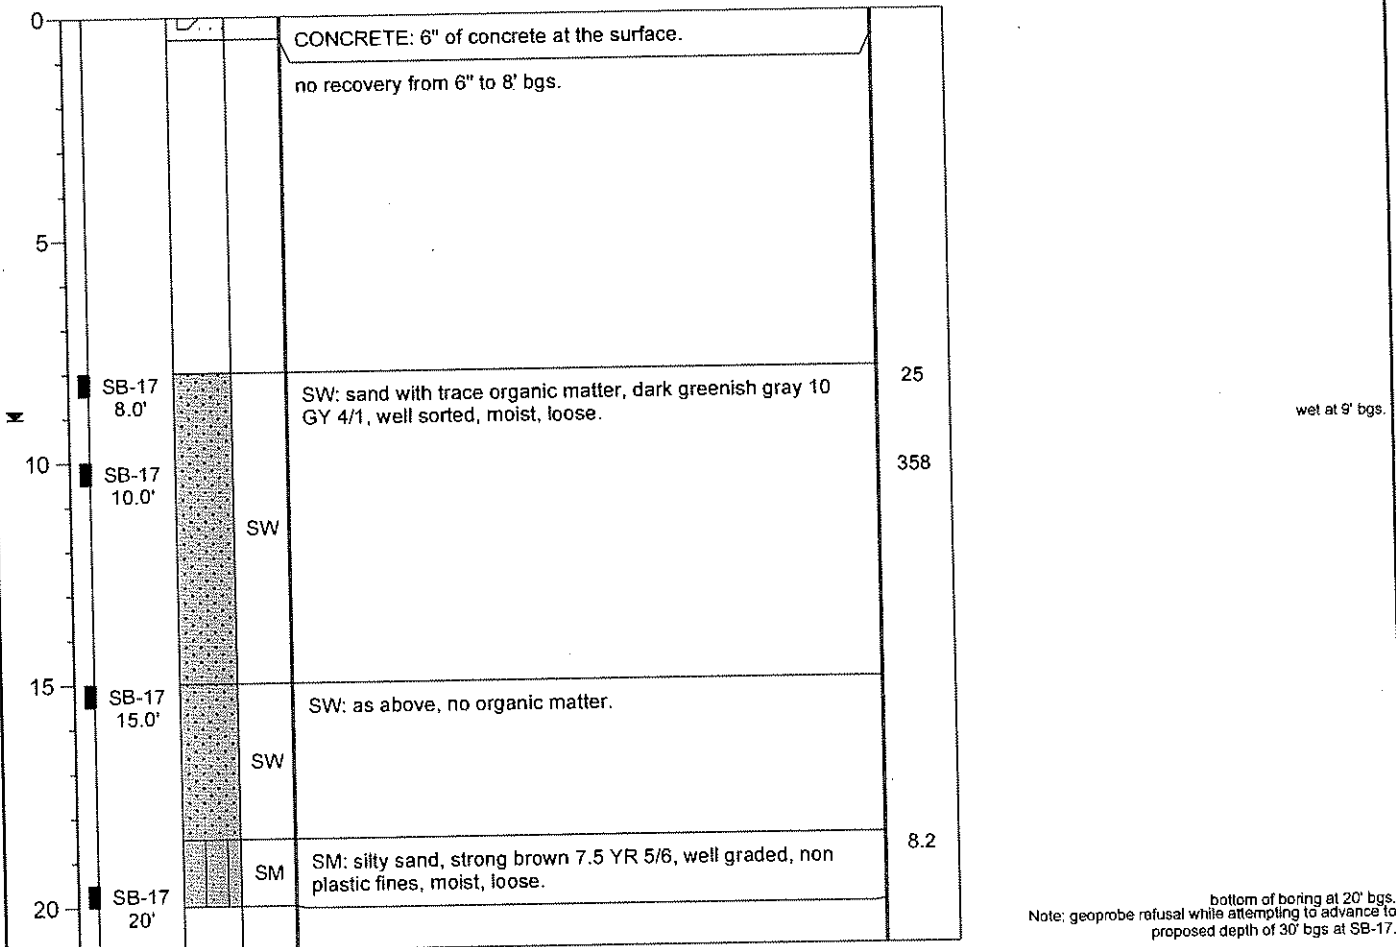 0
CONCRETE: 6" of concrete at the surface.
no recovery from 6" to 8' bgs.
5
SB-17
8.0'
SW: sand with trace organic matter, dark greenish gray 10
GY 4/1, well sorted, moist, loose.
25
wet at 9' bgs.
10
SB-17
10.0'
358
SW
15
SB-17
15.0'
SW: as above, no organic matter.
SW
SM
SM: silty sand, strong brown 7.5 YR 5/6, well graded, non
plastic fines, moist, loose.
8.2
20
SB-17
20'
bottom of boring at 20' bgs.
Note: geoprobe refusal while attempting to advance to
proposed depth of 30' bgs at SB-17.